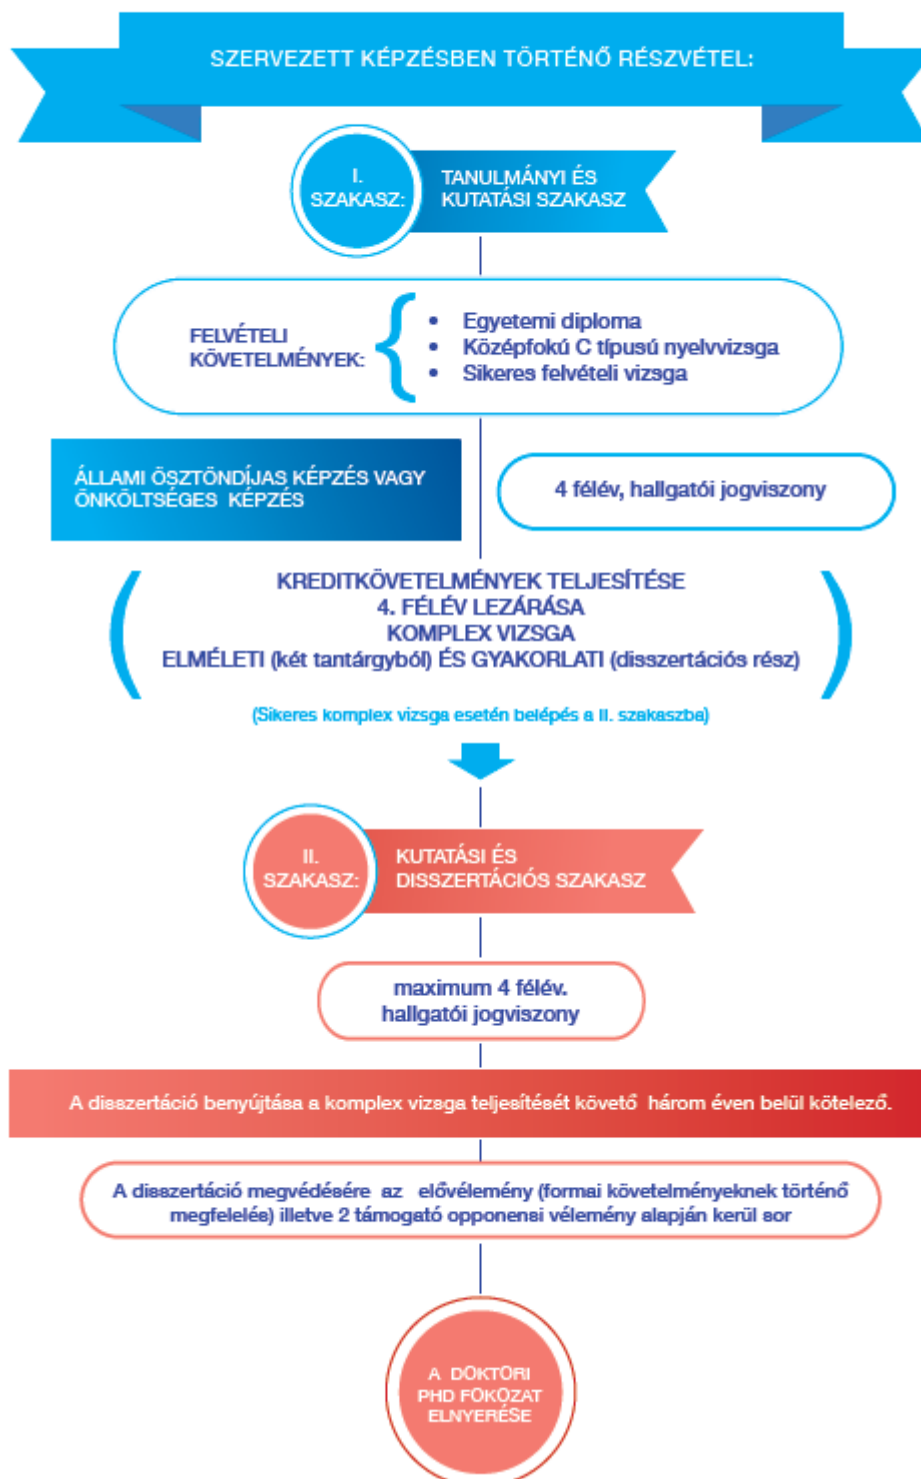 SZERVEZETT KÉPZÉSBEN TÖRTÉNŐ RÉSZVÉTEL:
I.
SZAKASZ:
TANULMÁNYI ÉS
KUTATÁSI SZAKASZ
FELVÉTELI
KÖVETELMÉNYEK:
• Egyetemi diploma
• Középfokú C típusú nyelvvizsga
• Sikeres felvételi vizsga
ÁLLAMI ÖSZTÖNDÍJAS KÉPZÉS VAGY
ÖNKÖLTSÉGES KÉPZÉS
4 félév, hallgatói jogviszony
KREDITKÖVETELMÉNYEK TELJESÍTÉSE
4. FÉLÉV LEZÁRÁSA
KOMPLEX VIZSGA
ELMÉLETI (két tantárgyból) ÉS GYAKORLATI (disszertációs rész)
(Sikeres komplex vizsga esetén belépés a II. szakaszba)
II.
SZAKASZ:
KUTATÁSI ÉS
DISSZERTÁCIÓS SZAKASZ
maximum 4 félév.
hallgatói jogviszony
A disszertáció benyújtása a komplex vizsga teljesítését követő három éven belül kötelező.
A disszertáció megvédésére az elővélemény (formai követelményeknek történő
megfelelés) illetve 2 támogató opponensi vélemény alapján kerül sor
A DOKTORI
PHD FOKOZAT
ELNYERÉSE